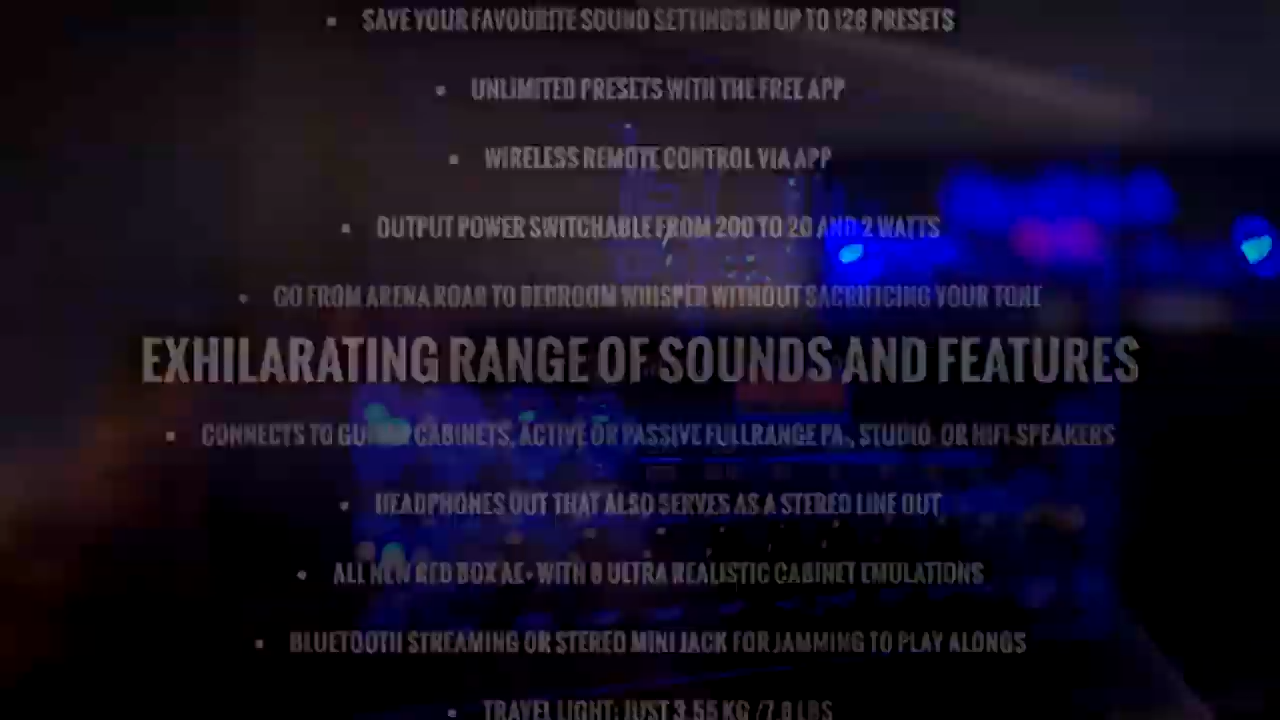 SAVE YOUR FAVOURITE SOUND SETTINGS IN UP TO 128 PRESETS
UNLIMITED PRESETS WITH THE FREE APP
WIRELESS REMOTE CONTROL VIA APP
OUTPUT POWER SWITCHABLE FROM 200 TO 20 AND 2 WATTS
GO FROM ARENA ROAR TO BEDROOM WHISPER WITHOUT SACRIFICING YOUR TONE
EXHILARATING RANGE OF SOUNDS AND FEATURES
CONNECTS TO GUITAR CABINETS, ACTIVE OR PASSIVE FULLRANGE PA-, STUDIO- OR HIFI-SPEAKERS
HEADPHONES OUT THAT ALSO SERVES AS A STEREO LINE OUT
ALL NEW RED BOX AE+ WITH 8 ULTRA REALISTIC CABINET EMULATIONS
BLUETOOTH STREAMING OR STEREO MINI JACK FOR JAMMING TO PLAY ALONGS
TRAVEL LIGHT: JUST 3.55 KG /7.8 LBS